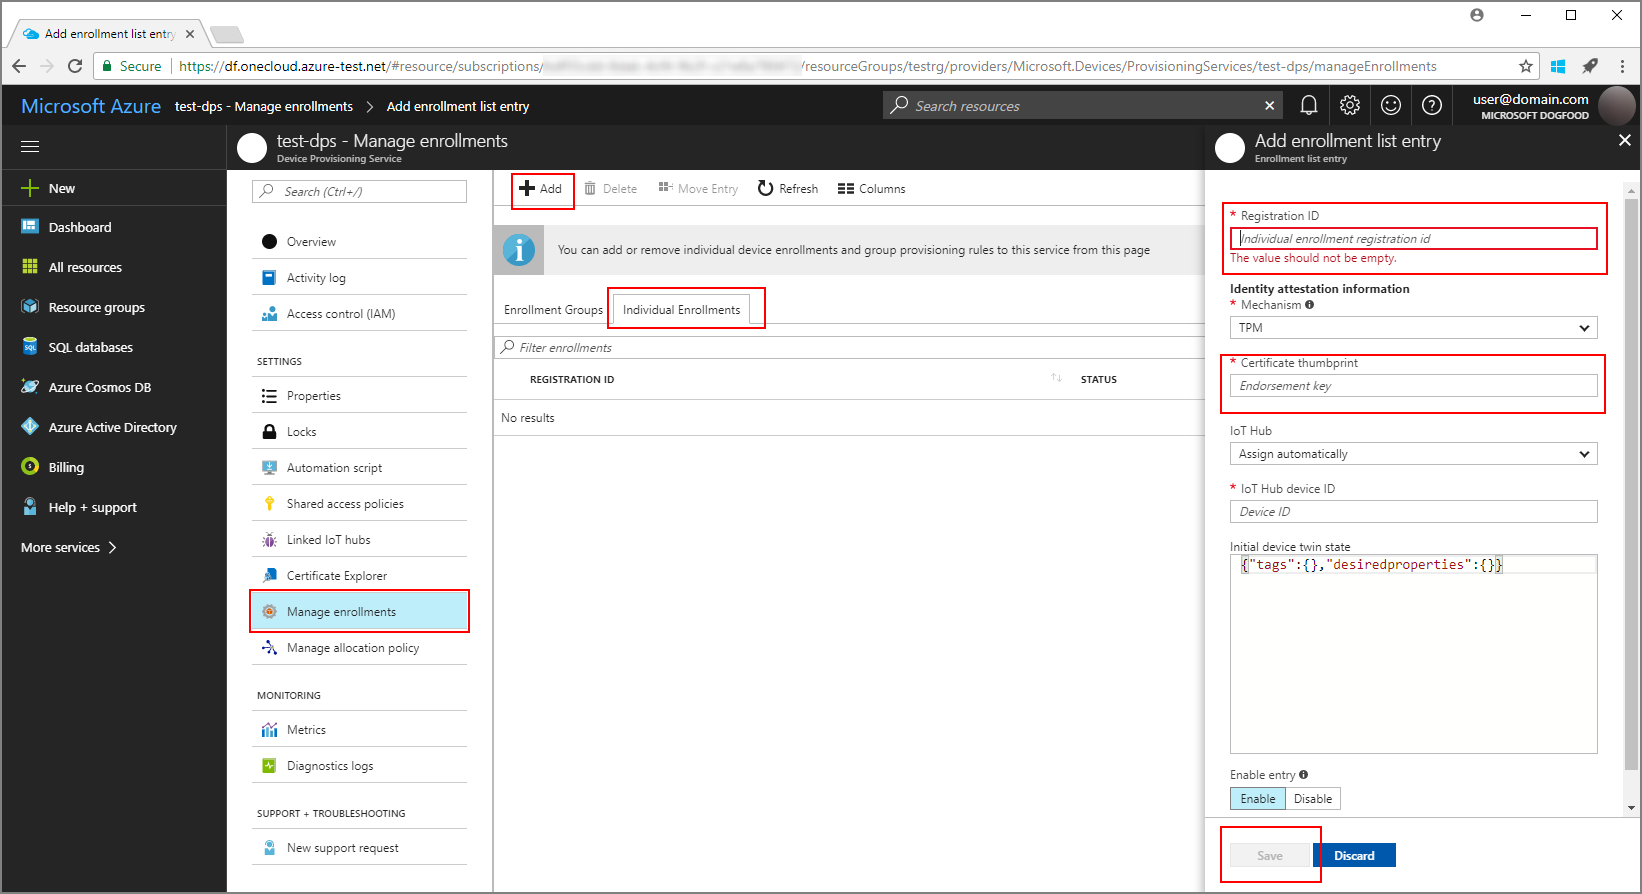 Add enrollment list entry
Secure
https://df.onecloud.azure-test.net/#resource/subscriptions/
/resourceGroups/testrg/providers/Microsoft.Devices/ProvisioningServices/test-dps/manageEnrollments
Microsoft Azure
test-dps - Manage enrollments
Add enrollment list entry
Search resources
user@domain.com
MICROSOFT DOGFOOD
New
Dashboard
All resources
Resource groups
SQL databases
Azure Cosmos DB
Azure Active Directory
Billing
Help + support
More services
test-dps - Manage enrollments
Device Provisioning Service
Search (Ctrl+/)
Overview
Activity log
Access control (IAM)
SETTINGS
Properties
Locks
Automation script
Shared access policies
Linked IoT hubs
Certificate Explorer
Manage enrollments
Manage allocation policy
MONITORING
Metrics
Diagnostics logs
SUPPORT + TROUBLESHOOTING
New support request
Add
Delete
Move Entry
Refresh
Columns
You can add or remove individual device enrollments and group provisioning rules to this service from this page
Enrollment Groups
Individual Enrollments
Filter enrollments
REGISTRATION ID
STATUS
No results
Add enrollment list entry
Enrollment list entry
* Registration ID
Individual enrollment registration id
The value should not be empty.
Identity attestation information
* Mechanism
TPM
* Certificate thumbprint
Endorsement key
IoT Hub
Assign automatically
* IoT Hub device ID
Device ID
Initial device twin state
{"tags":{},"desiredproperties":{}}
Enable entry
Enable
Disable
Save
Discard